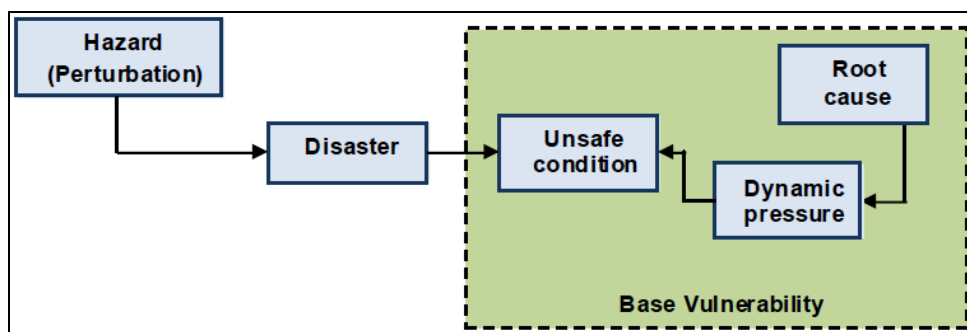 Hazard
(Perturbation)
Disaster
Unsafe
condition
Root
cause
Dynamic
pressure
Base Vulnerability